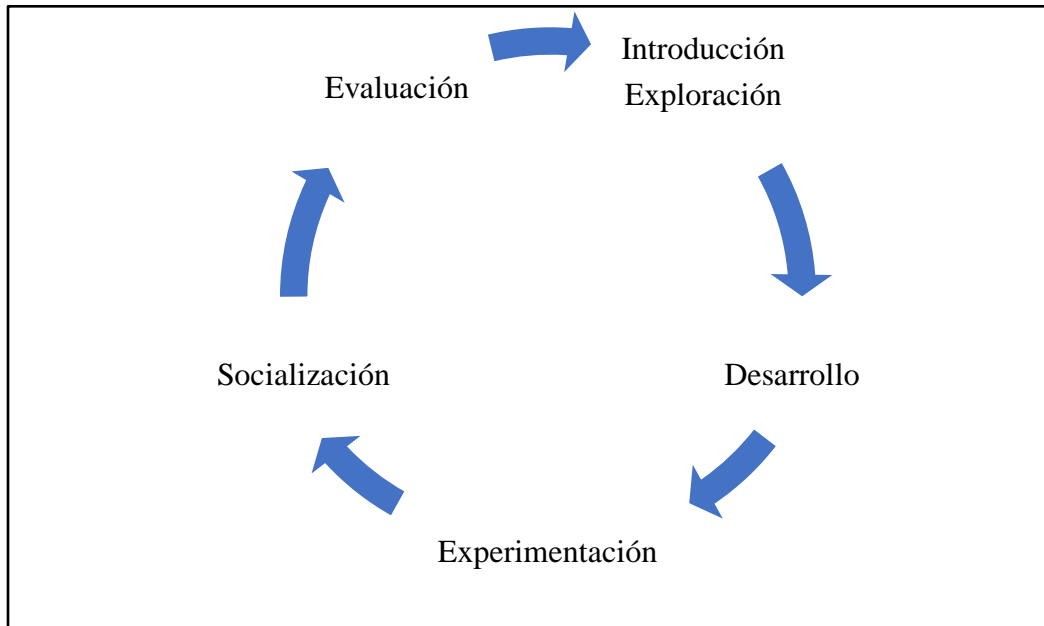 Introducción
Exploración
Desarrollo
Experimentación
Socialización
Evaluación